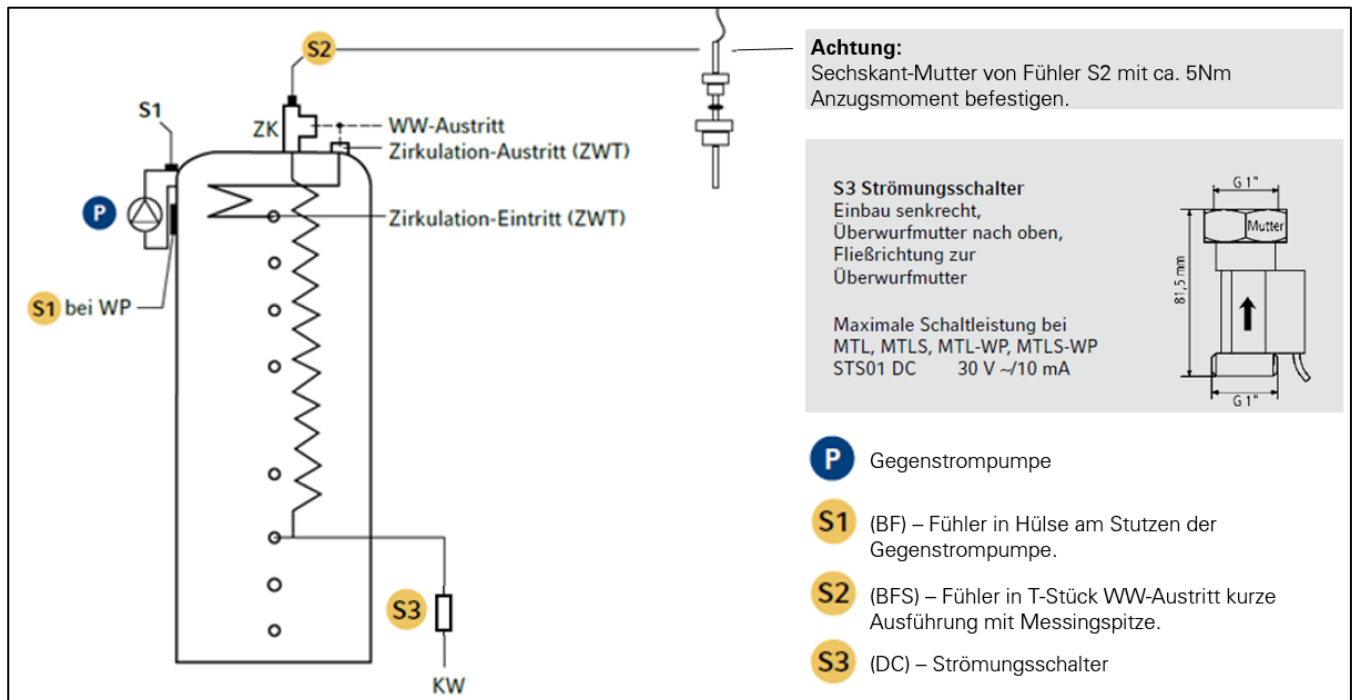 S2
S1
ZK
WW-Austritt
Zirkulation-Austritt (ZWT)
P
Zirkulation-Eintritt (ZWT)
S1 bei WP
S3
KW
Achtung:
Sechskant-Mutter von Fühler S2 mit ca. 5Nm
Anzugsmoment befestigen.
S3 Strömungsschalter
Einbau senkrecht,
Überwurfmutter nach oben,
Fließrichtung zur
Überwurfmutter
Maximale Schaltleistung bei
MTL, MTLS, MTL-WP, MTLS-WP
STS01 DC 30 V ~/10 mA
G 1"
Mutter
81,5 mm
G 1"
P Gegenstrompumpe
S1 (BF) – Fühler in Hülse am Stutzen der
Gegenstrompumpe.
S2 (BFS) – Fühler in T-Stück WW-Austritt kurze
Ausführung mit Messingspitze.
S3 (DC) – Strömungsschalter